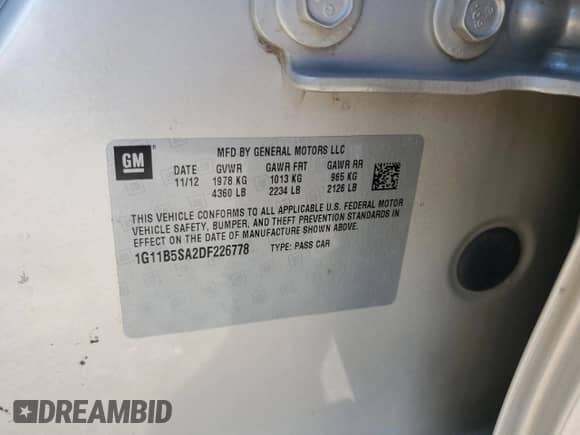 GM
MFD BY GENERAL MOTORS LLC
DATE GVWR GAWR FRT GAWR RR
11/12 1978 KG 1013 KG 965 KG
4360 LB 2234 LB 2126 LB
THIS VEHICLE CONFORMS TO ALL APPLICABLE U.S. FEDERAL MOTOR
VEHICLE SAFETY, BUMPER, AND THEFT PREVENTION STANDARDS IN
EFFECT ON THE DATE OF MANUFACTURE SHOWN ABOVE.
1G11B5SA2DF226778 TYPE: PASS CAR
DREAMBID